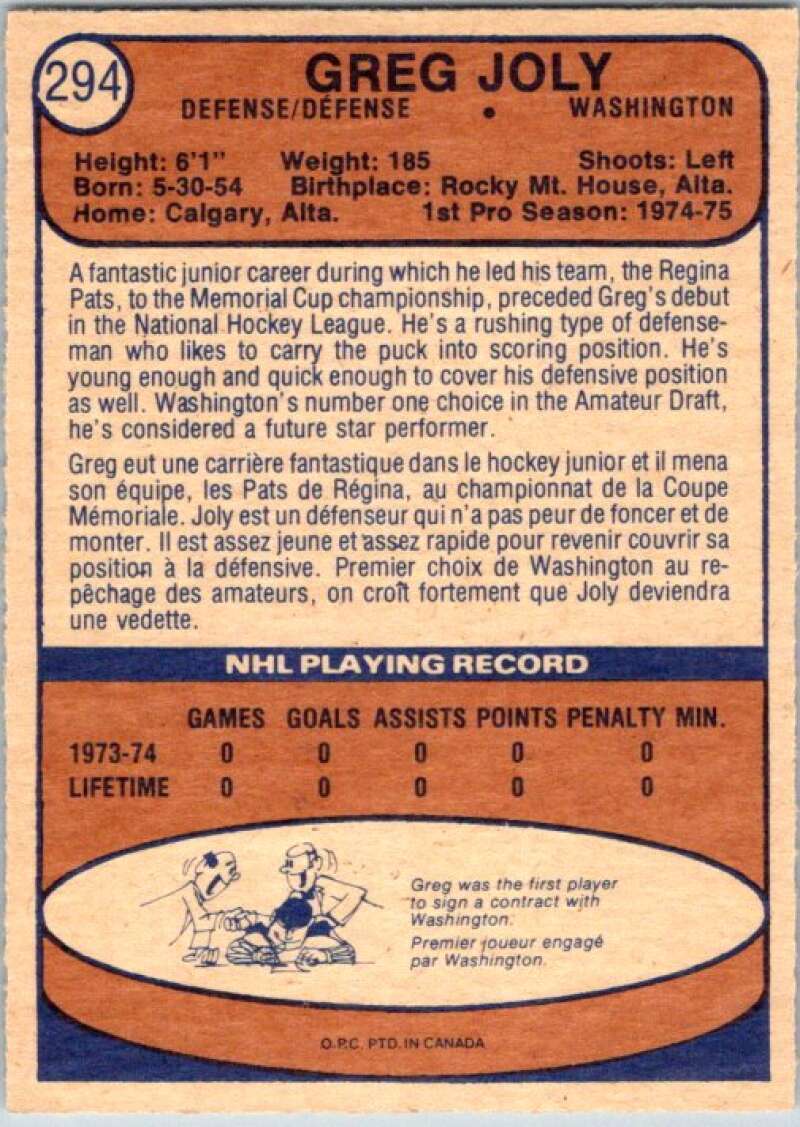 294
GREG JOLY
DEFENSE/DÉFENSE • WASHINGTON
Height: 6'1" Weight: 185 Shoots: Left
Born: 5-30-54 Birthplace: Rocky Mt. House, Alta.
Home: Calgary, Alta. 1st Pro Season: 1974-75
A fantastic junior career during which he led his team, the Regina
Pats, to the Memorial Cup championship, preceded Greg's debut
in the National Hockey League. He's a rushing type of defense-
man who likes to carry the puck into scoring position. He's
young enough and quick enough to cover his defensive position
as well. Washington's number one choice in the Amateur Draft,
he's considered a future star performer.
Greg eut une carrière fantastique dans le hockey junior et il mena
son équipe, les Pats de Régina, au championnat de la Coupe
Mémoriale. Joly est un défenseur qui n'a pas peur de foncer et de
monter. Il est assez jeune et assez rapide pour revenir couvrir sa
position à la défensive. Premier choix de Washington au re-
pêchage des amateurs, on croît fortement que Joly deviendra
une vedette.
NHL PLAYING RECORD
GAMES GOALS ASSISTS POINTS PENALTY MIN.
1973-74 0 0 0 0 0
LIFETIME 0 0 0 0 0
Greg was the first player
to sign a contract with
Washington.
Premier joueur engagé
par Washington.
O.P.C. PTD. IN CANADA